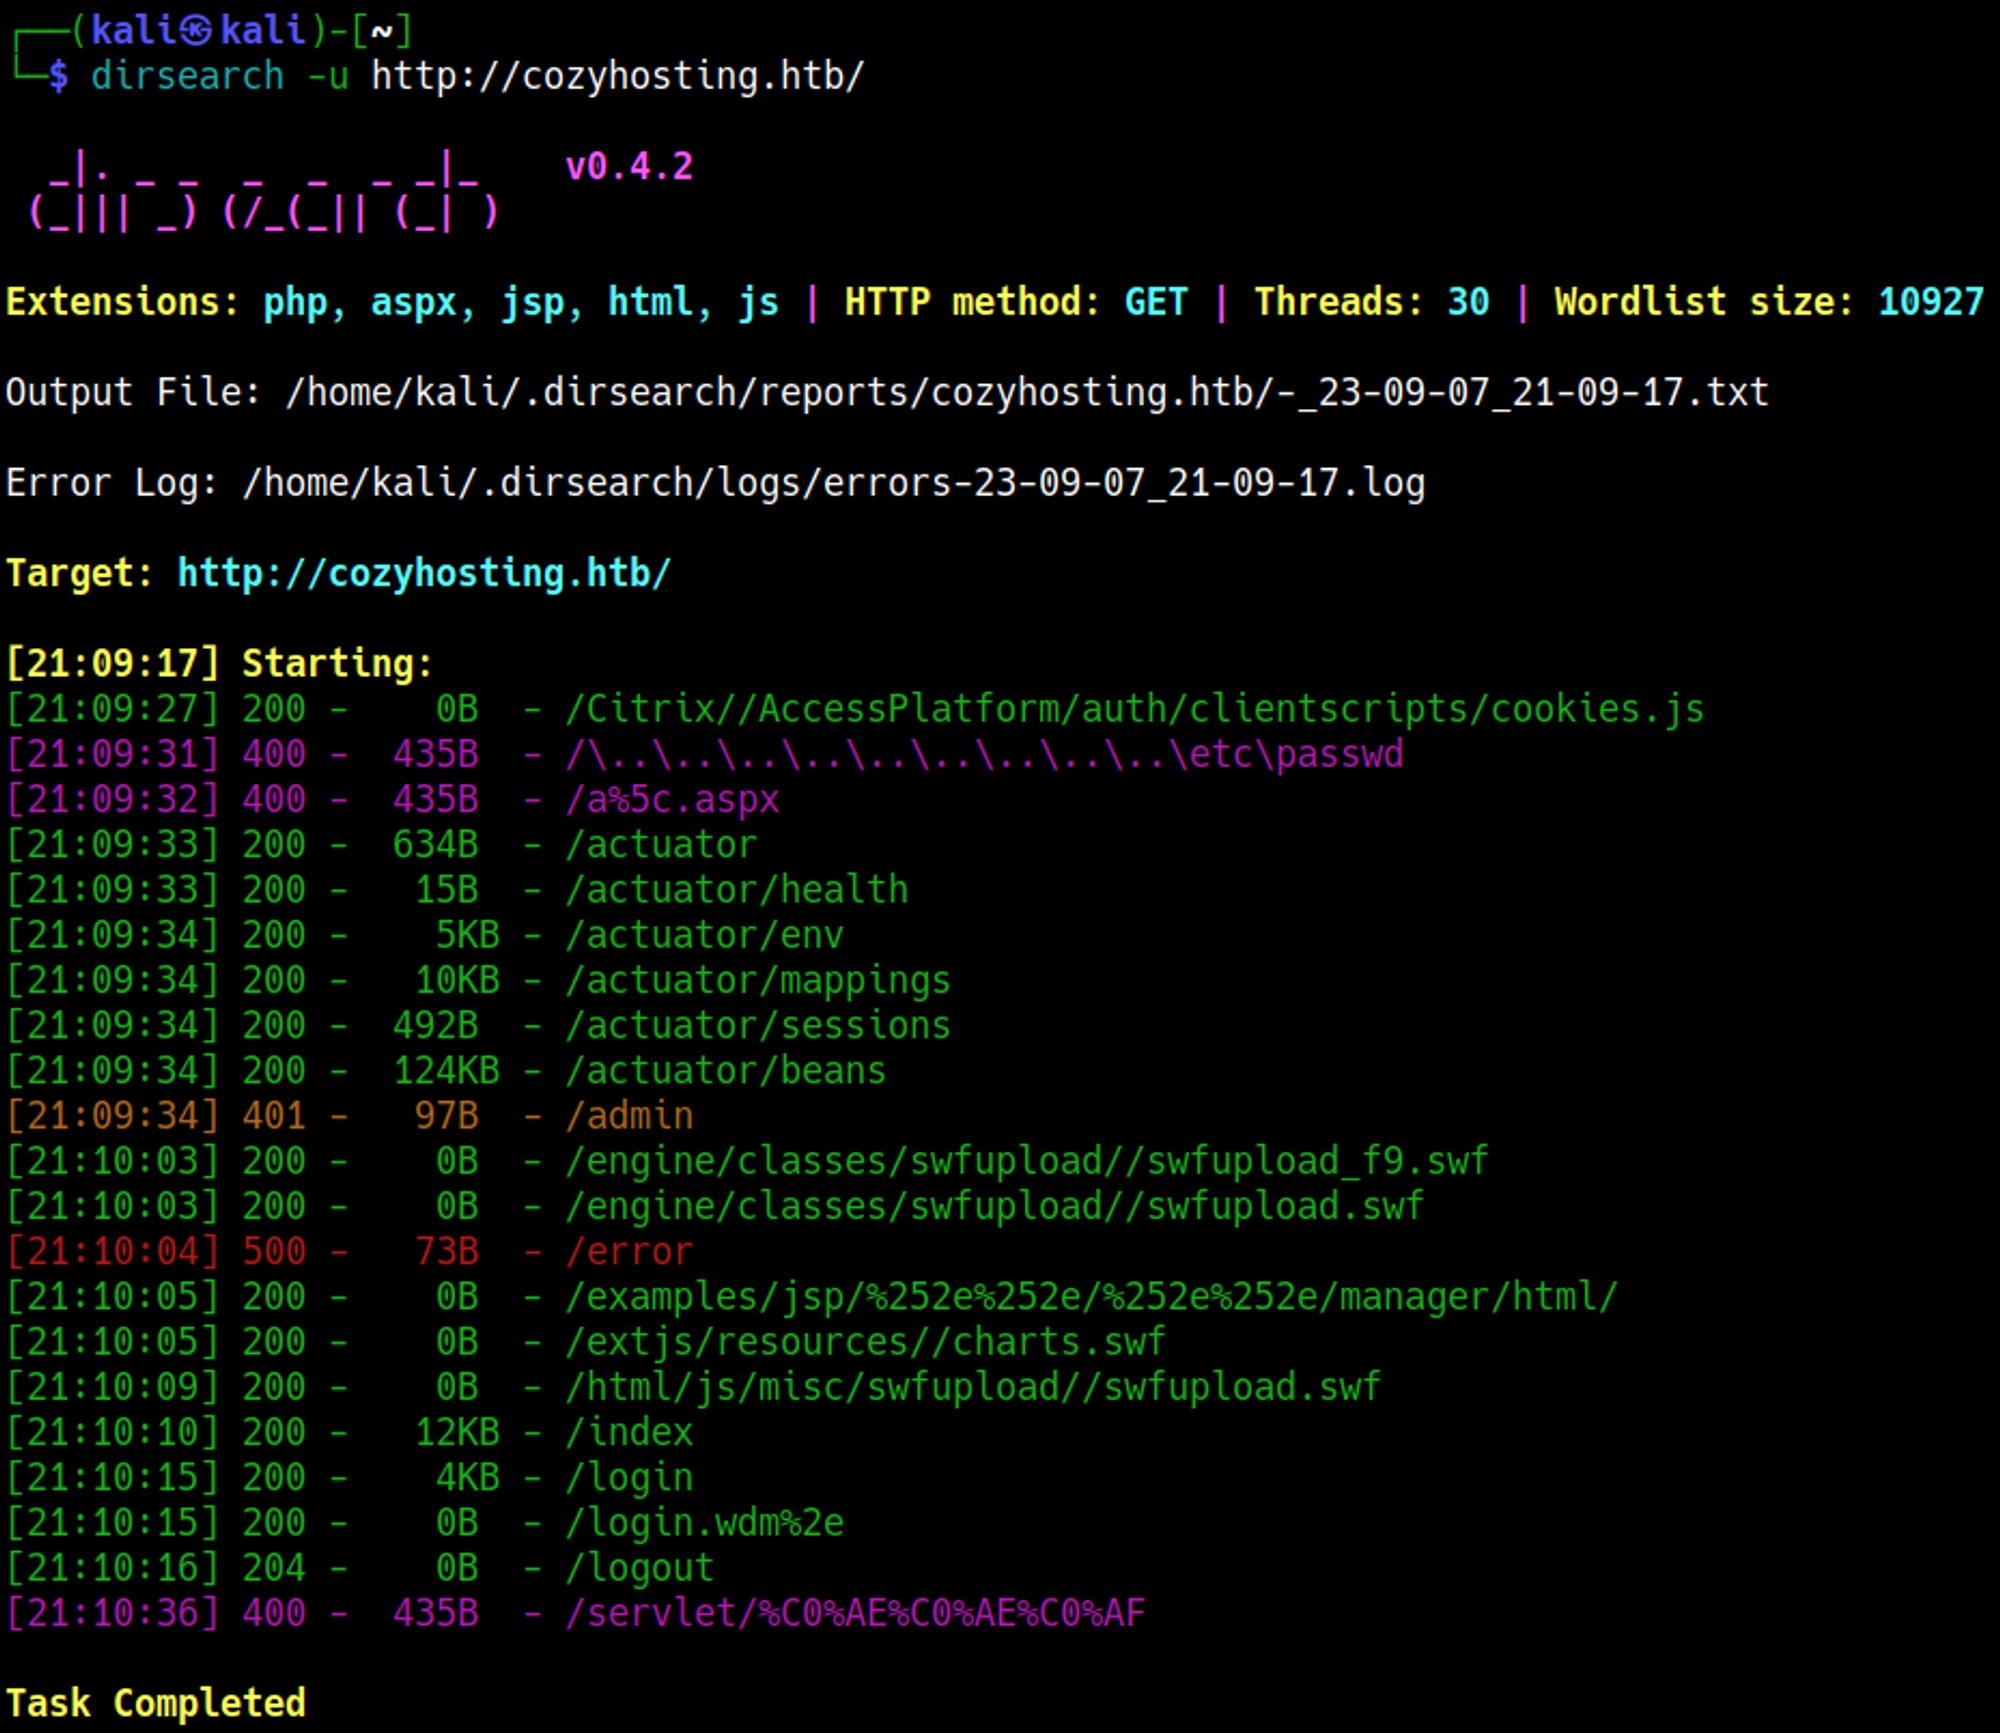 ┌──(kali㉿kali)-[~]
└─$ dirsearch -u http://cozyhosting.htb/
  _|. _ _  _  _  _ _|_    v0.4.2
 (_||| _) (/_(_|| (_| )
Extensions: php, aspx, jsp, html, js | HTTP method: GET | Threads: 30 | Wordlist size: 10927
Output File: /home/kali/.dirsearch/reports/cozyhosting.htb/-_23-09-07_21-09-17.txt
Error Log: /home/kali/.dirsearch/logs/errors-23-09-07_21-09-17.log
Target: http://cozyhosting.htb/
[21:09:17] Starting:
[21:09:27] 200 -    0B  - /Citrix//AccessPlatform/auth/clientscripts/cookies.js
[21:09:31] 400 -  435B  - /\..\..\..\..\..\..\..\..\..\etc\passwd
[21:09:32] 400 -  435B  - /a%5c.aspx
[21:09:33] 200 -  634B  - /actuator
[21:09:33] 200 -   15B  - /actuator/health
[21:09:34] 200 -    5KB - /actuator/env
[21:09:34] 200 -   10KB - /actuator/mappings
[21:09:34] 200 -  492B  - /actuator/sessions
[21:09:34] 200 -  124KB - /actuator/beans
[21:09:34] 401 -   97B  - /admin
[21:10:03] 200 -    0B  - /engine/classes/swfupload//swfupload_f9.swf
[21:10:03] 200 -    0B  - /engine/classes/swfupload//swfupload.swf
[21:10:04] 500 -   73B  - /error
[21:10:05] 200 -    0B  - /examples/jsp/%252e%252e/%252e%252e/manager/html/
[21:10:05] 200 -    0B  - /extjs/resources//charts.swf
[21:10:09] 200 -    0B  - /html/js/misc/swfupload//swfupload.swf
[21:10:10] 200 -   12KB - /index
[21:10:15] 200 -    4KB - /login
[21:10:15] 200 -    0B  - /login.wdm%2e
[21:10:16] 204 -    0B  - /logout
[21:10:36] 400 -  435B  - /servlet/%C0%AE%C0%AE%C0%AF
Task Completed